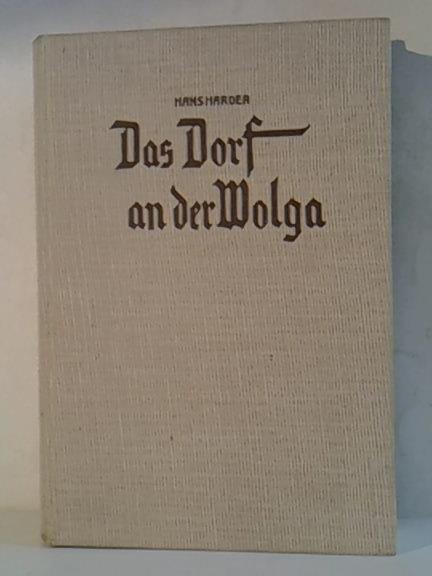 HANS HARDER
Das Dorf
an der Wolga